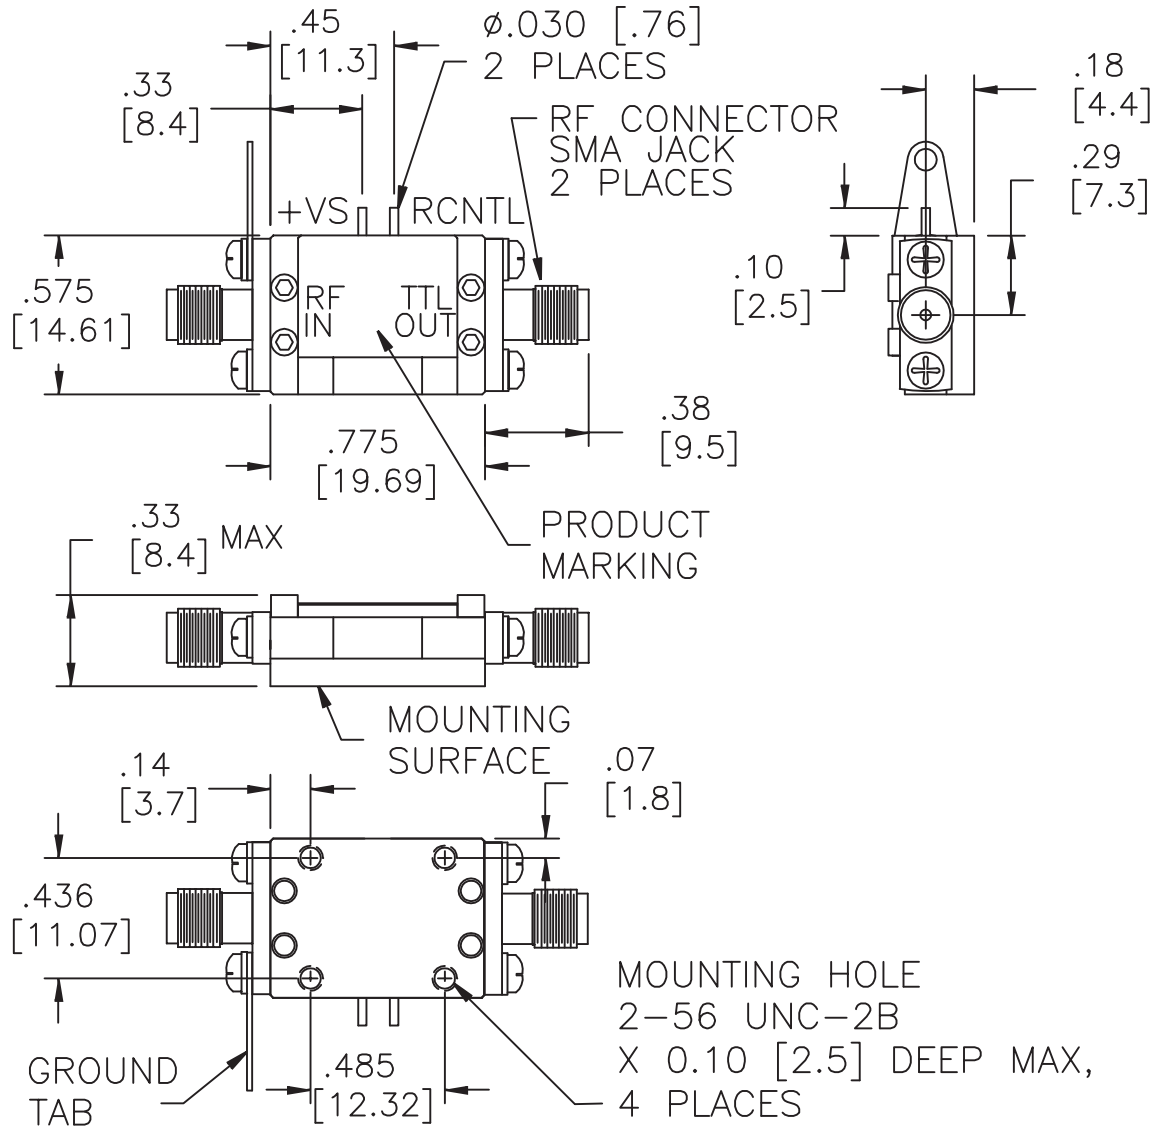 .45
[11.3]
ø.030 [.76]
2 PLACES
.33
[8.4]
RF CONNECTOR
SMA JACK
2 PLACES
.18
[4.4]
.29
[7.3]
+VS
RCNTL
.10
[2.5]
.575
[14.61]
RF
IN
TTL
OUT
.38
[9.5]
.775
[19.69]
PRODUCT
MARKING
.33
[8.4] MAX
MOUNTING
SURFACE
.14
[3.7]
.07
[1.8]
.436
[11.07]
MOUNTING HOLE
2-56 UNC-2B
X 0.10 [2.5] DEEP MAX,
4 PLACES
GROUND
TAB
.485
[12.32]